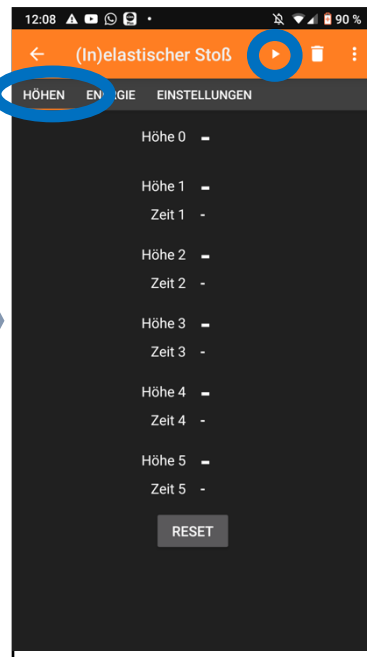 12:08 90 %
(In)elastischer Stoß
HÖHEN ENERGIE EINSTELLUNGEN
Höhe 0 -
Höhe 1 -
Zeit 1 -
Höhe 2 -
Zeit 2 -
Höhe 3 -
Zeit 3 -
Höhe 4 -
Zeit 4 -
Höhe 5 -
Zeit 5 -
RESET